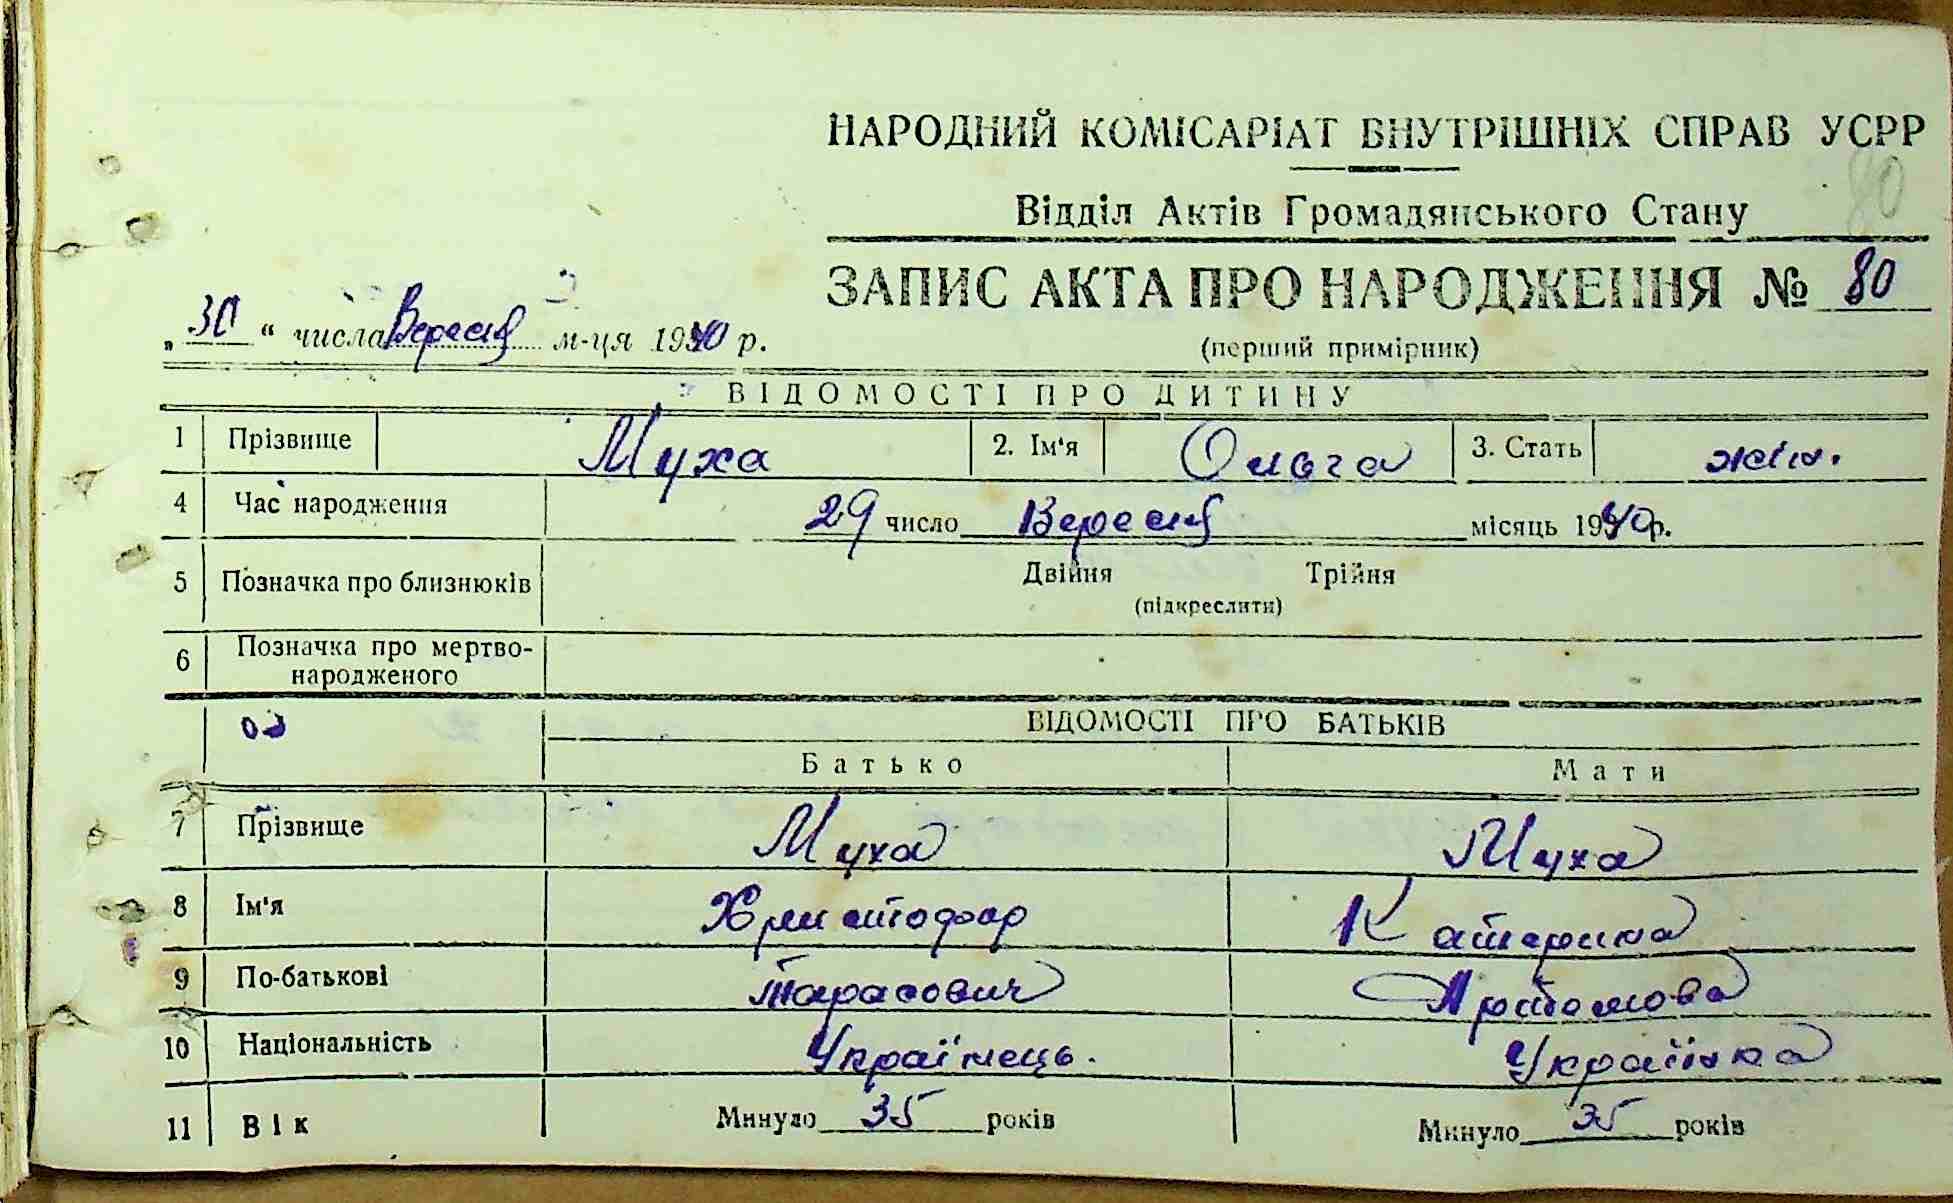 НАРОДНИЙ КОМІСАРІАТ ВНУТРІШНІХ СПРАВ УСРР
80
Відділ Актів Громадянського Стану
ЗАПИС АКТА ПРО НАРОДЖЕННЯ № 80
„ 30 “ числа Вересня м-ця 1940 р.
(перший примірник)
ВІДОМОСТІ ПРО ДИТИНУ
1 Прізвище Муха 2. Ім'я Ольга 3. Стать жін.
4 Час народження 29 число Вересня місяць 1940 р.
5 Позначка про близнюків Двійня Трійня
(підкреслити)
6 Позначка про мертво-
народженого
ВІДОМОСТІ ПРО БАТЬКІВ
Батько Мати
7 Прізвище Муха Муха
8 Ім'я Христофор Катерина
9 По-батькові Тарасович Артьомова
10 Національність Українець. Українка
11 Вік Минуло 35 років Минуло 35 років